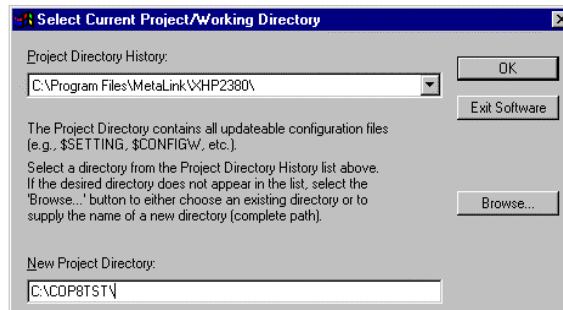 Select Current Project/Working Directory
Project Directory History:
C:\Program Files\MetaLink\XHP2380\
OK
Exit Software
The Project Directory contains all updateable configuration files
(e.g., $SETTING, $CONFIGW, etc.).
Select a directory from the Project Directory History list above.
If the desired directory does not appear in the list, select the
'Browse...' button to either choose an existing directory or to
supply the name of a new directory (complete path).
Browse...
New Project Directory:
C:\COP8TST\